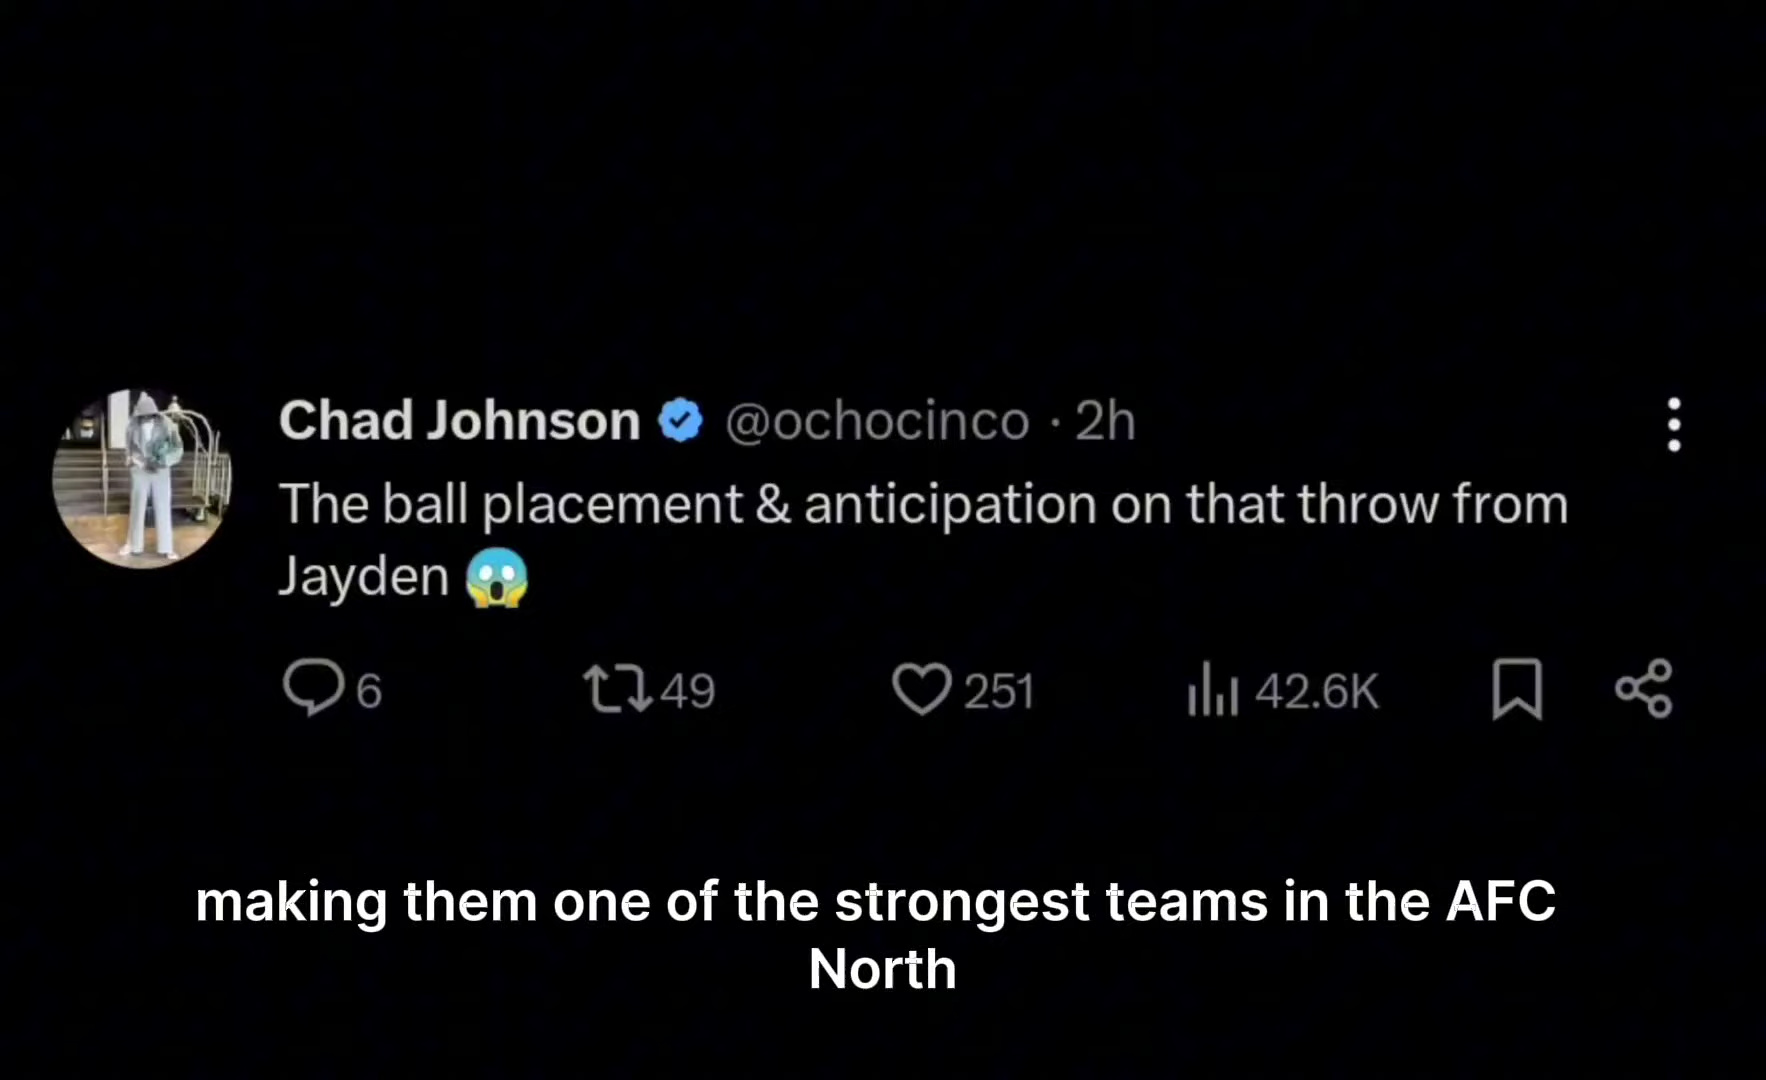 Chad Johnson @ochocinco · 2h
The ball placement & anticipation on that throw from
Jayden 😱
6 49 251 42.6K
making them one of the strongest teams in the AFC
North